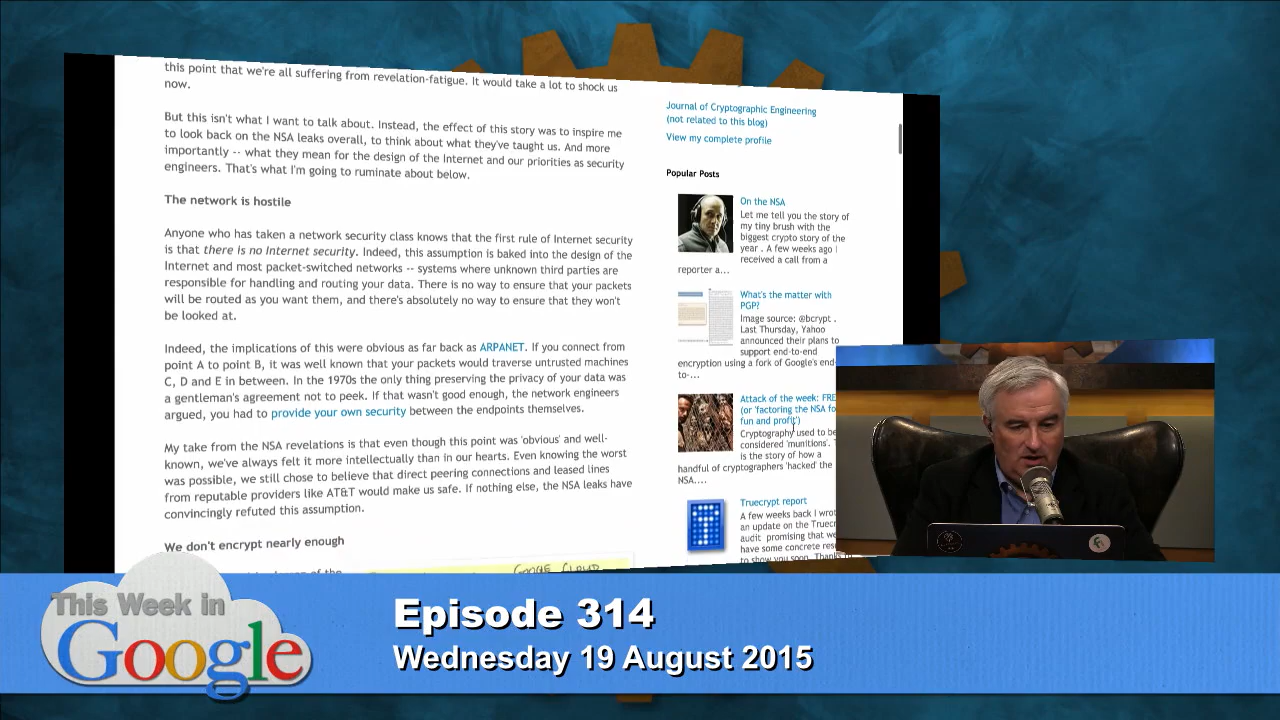 this point that we're all suffering from revelation-fatigue. It would take a lot to shock us
now.
But this isn't what I want to talk about. Instead, the effect of this story was to inspire me
to look back on the NSA leaks overall, to think about what they've taught us. And more
importantly -- what they mean for the design of the Internet and our priorities as security
engineers. That's what I'm going to ruminate about below.
The network is hostile
Anyone who has taken a network security class knows that the first rule of Internet security
is that there is no Internet security. Indeed, this assumption is baked into the design of the
Internet and most packet-switched networks -- systems where unknown third parties are
responsible for handling and routing your data. There is no way to ensure that your packets
will be routed as you want them, and there's absolutely no way to ensure that they won't
be looked at.
Indeed, the implications of this were obvious as far back as ARPANET. If you connect from
point A to point B, it was well known that your packets would traverse untrusted machines
C, D and E in between. In the 1970s the only thing preserving the privacy of your data was
a gentleman's agreement not to peek. If that wasn't good enough, the network engineers
argued, you had to provide your own security between the endpoints themselves.
My take from the NSA revelations is that even though this point was 'obvious' and well-
known, we've always felt it more intellectually than in our hearts. Even knowing the worst
was possible, we still chose to believe that direct peering connections and leased lines
from reputable providers like AT&T would make us safe. If nothing else, the NSA leaks have
convincingly refuted this assumption.
We don't encrypt nearly enough
GOOGLE CLOUD
Journal of Cryptographic Engineering
(not related to this blog)
View my complete profile
Popular Posts
On the NSA
Let me tell you the story of
my tiny brush with the
biggest crypto story of the
year . A few weeks ago I
received a call from a
reporter a...
What's the matter with
PGP?
Image source: @bcrypt .
Last Thursday, Yahoo
announced their plans to
support end-to-end
encryption using a fork of Google's end-
to-...
Attack of the week:
(or 'factoring the NSA
fun and profit')
Cryptography used to be
considered 'munitions'.
is the story of how a
handful of cryptographers 'hacked' the
NSA....
Truecrypt report
A few weeks back I wrote
an update on the
audit promising that we
have some concrete
to show you soon. Thanks
This Week in
Google
Episode 314
Wednesday 19 August 2015